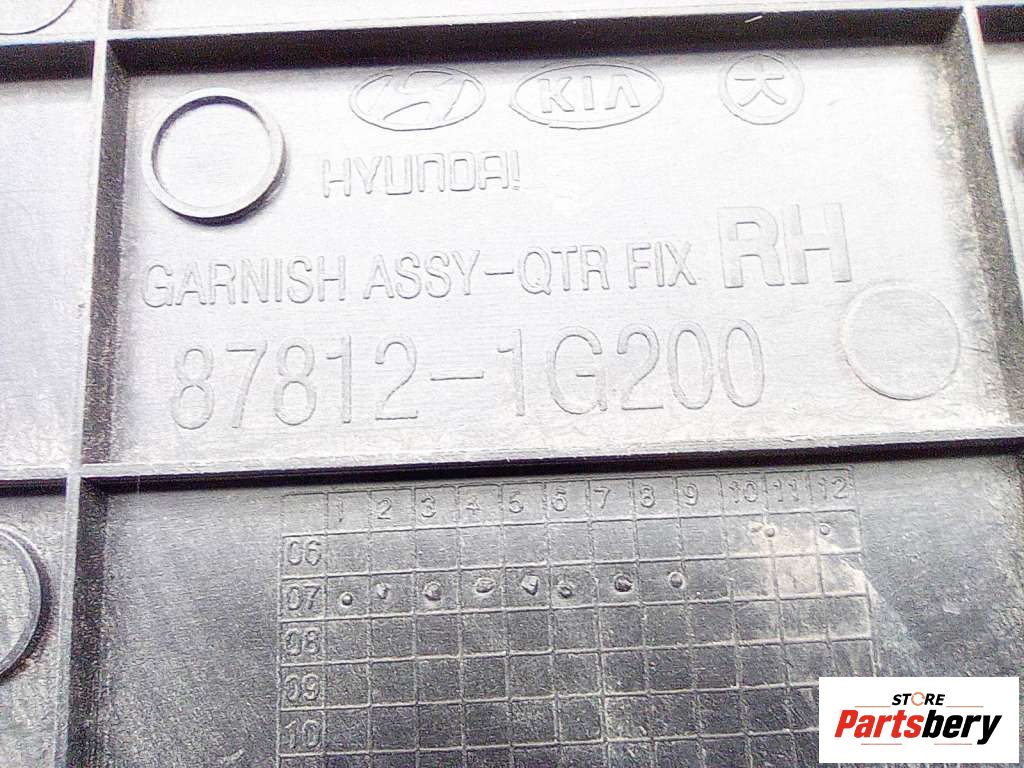 KIA 大
HYUNDAI
GARNISH ASSY-QTR FIX RH
87812-1G200
1 2 3 4 5 6 7 8 9 10 11 12
06
07
08
09
10
STORE
Partsbery